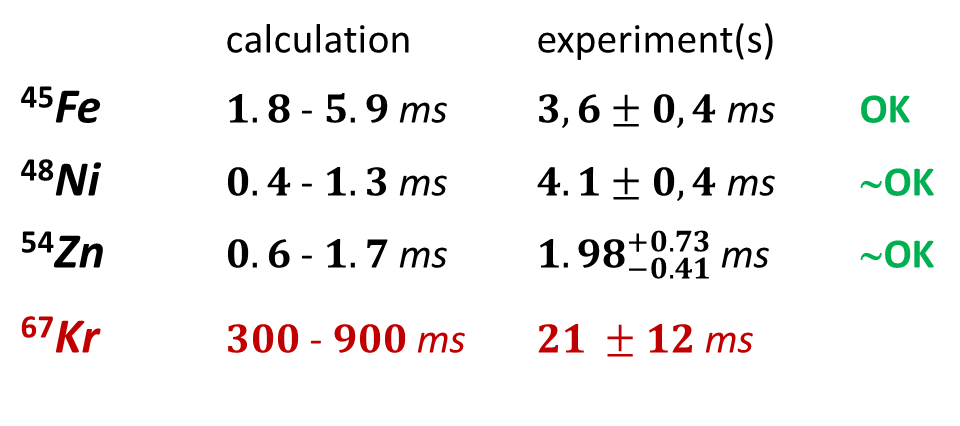 calculation experiment(s)
⁴⁵Fe 1.8 - 5.9 ms 3,6 ± 0,4 ms OK
⁴⁸Ni 0.4 - 1.3 ms 4.1 ± 0,4 ms ~OK
⁵⁴Zn 0.6 - 1.7 ms 1.98 +0.73 −0.41 ms ~OK
⁶⁷Kr 300 - 900 ms 21 ± 12 ms